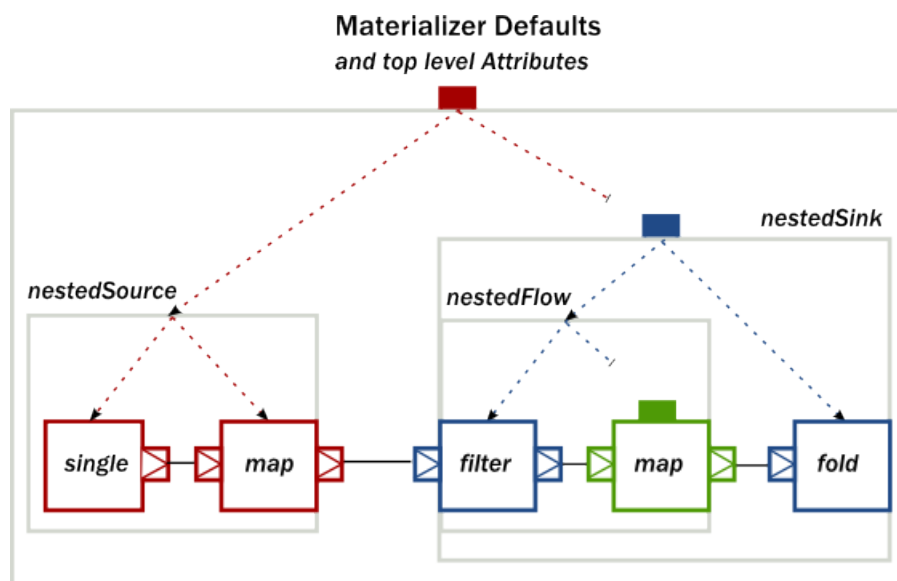 Materializer Defaults
and top level Attributes
nestedSink
nestedSource
nestedFlow
single
map
filter
map
fold